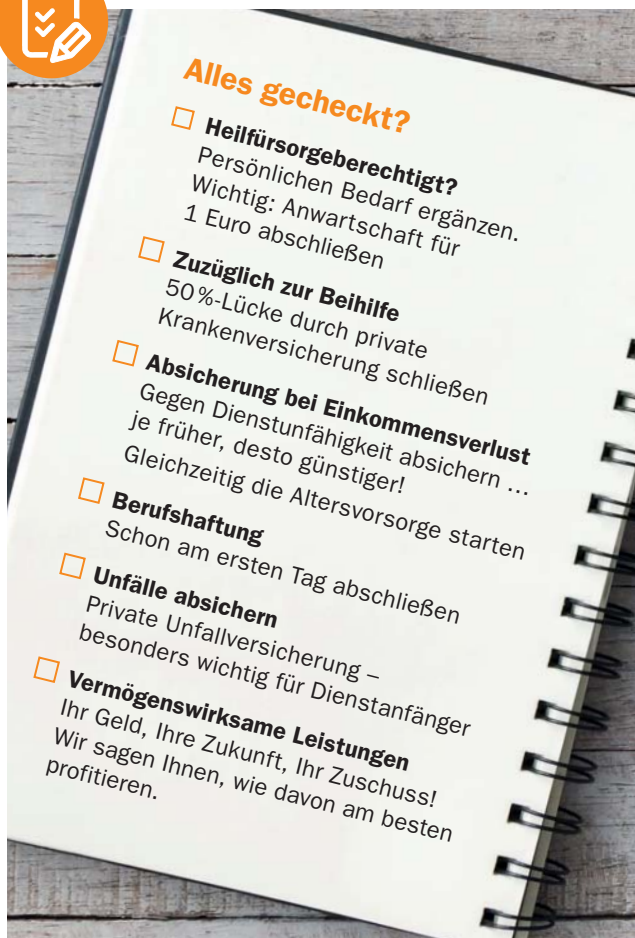 Alles gecheckt?
Heilfürsorgeberechtigt?
Persönlichen Bedarf ergänzen.
Wichtig: Anwartschaft für
1 Euro abschließen
Zuzüglich zur Beihilfe
50%-Lücke durch private
Krankenversicherung schließen
Absicherung bei Einkommensverlust
Gegen Dienstunfähigkeit absichern …
je früher, desto günstiger!
Gleichzeitig die Altersvorsorge starten
Berufshaftung
Schon am ersten Tag abschließen
Unfälle absichern
Private Unfallversicherung –
besonders wichtig für Dienstanfänger
Vermögenswirksame Leistungen
Ihr Geld, Ihre Zukunft, Ihr Zuschuss!
Wir sagen Ihnen, wie davon am besten
profitieren.